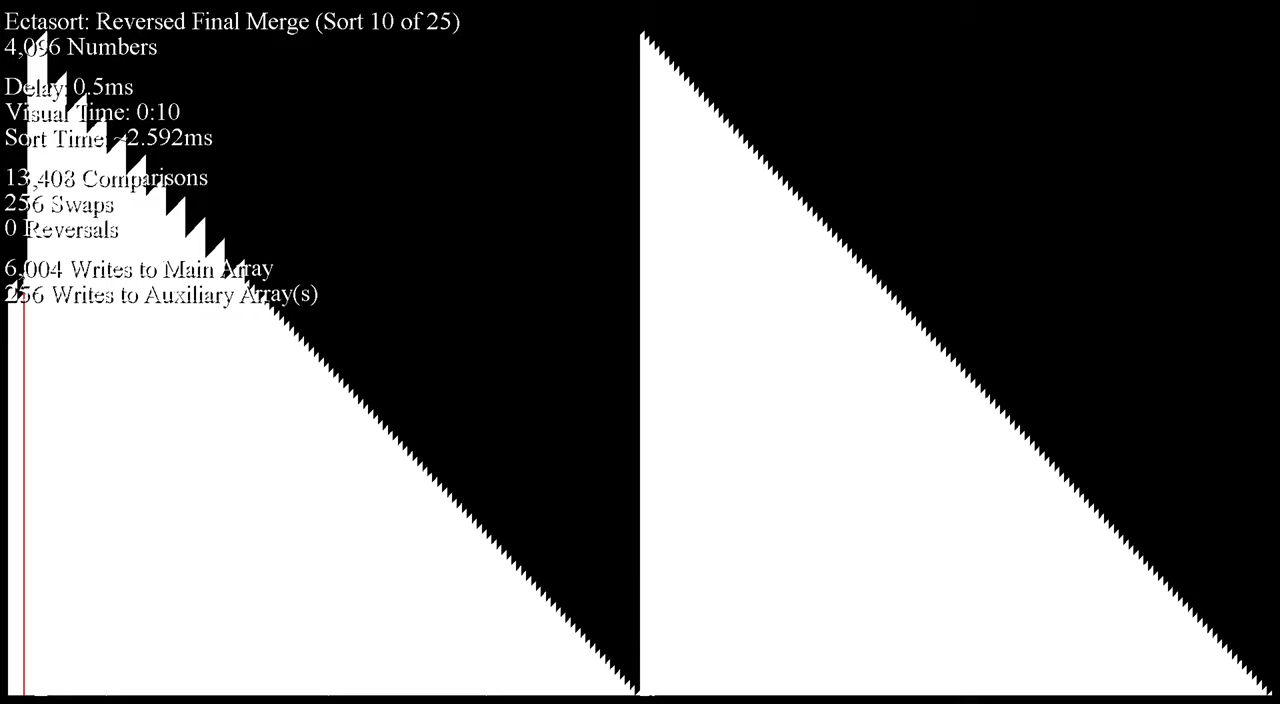 Ectasort: Reversed Final Merge (Sort 10 of 25)
4,096 Numbers
Delay: 0.5ms
Visual Time: 0:10
Sort Time: ~2.592ms
13,408 Comparisons
256 Swaps
0 Reversals
6,004 Writes to Main Array
256 Writes to Auxiliary Array(s)